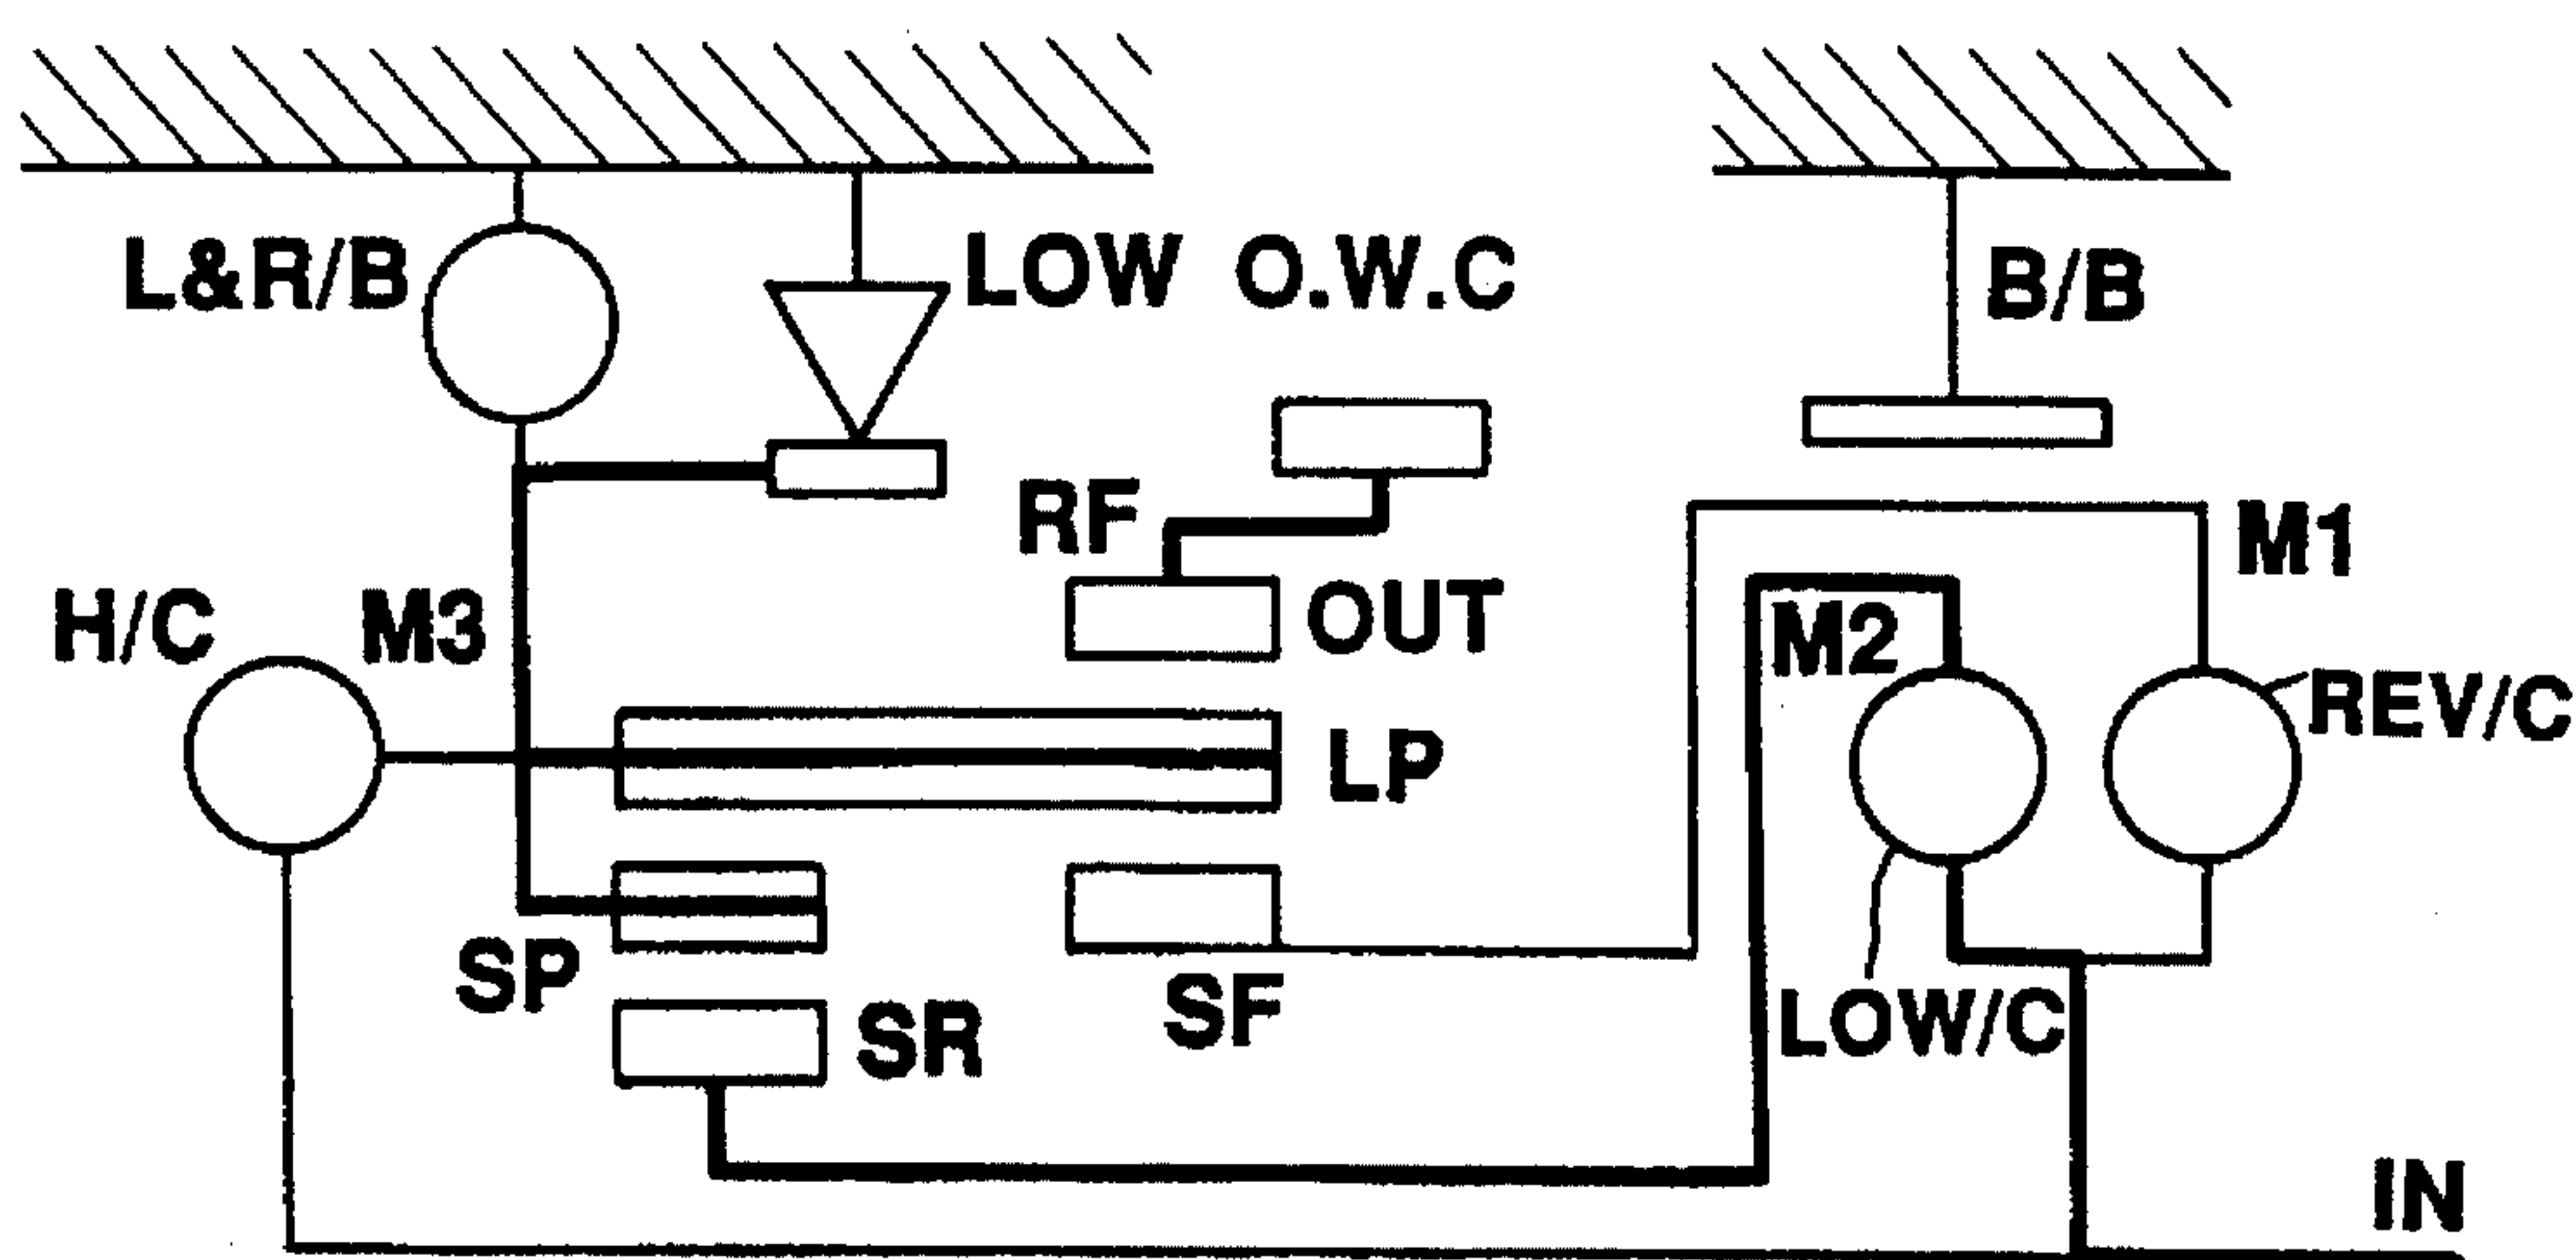 L&R/B
LOW O.W.C
B/B
RF
M1
H/C
M3
OUT
M2
REV/C
LP
SP
SF
SR
LOW/C
IN